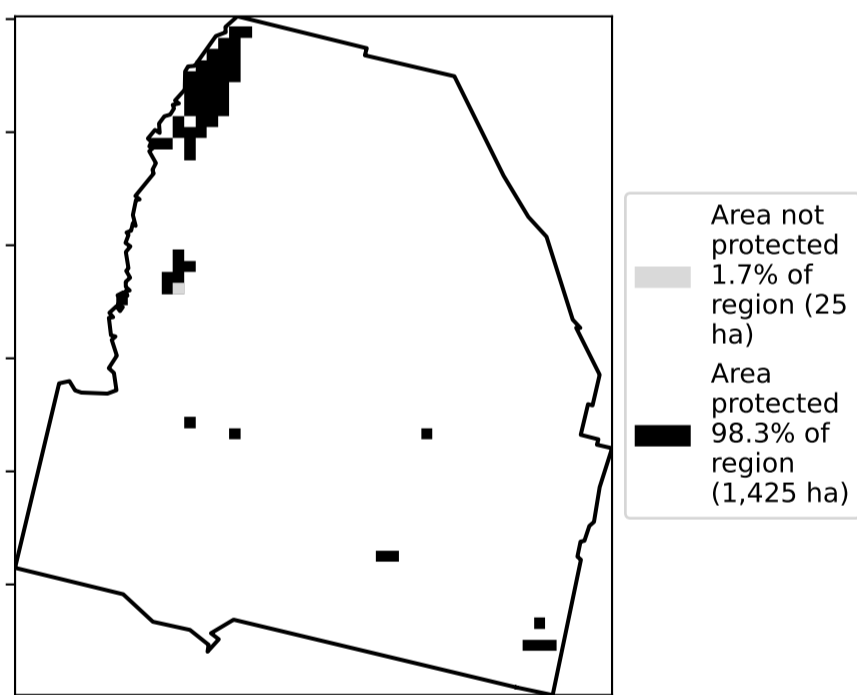 Area not
protected
1.7% of
region (25
ha)
Area
protected
98.3% of
region
(1,425 ha)